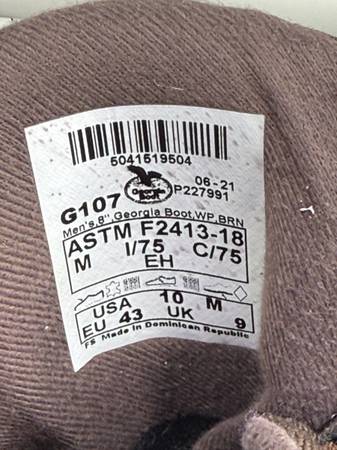 5041519504
06-21
Georgia Boot
P227991
G107
Men's,8",Georgia Boot,WP,BRN
ASTM F2413-18
M I/75 C/75
EH
USA 10 M
EU 43 UK 9
FS Made in Dominican Republic